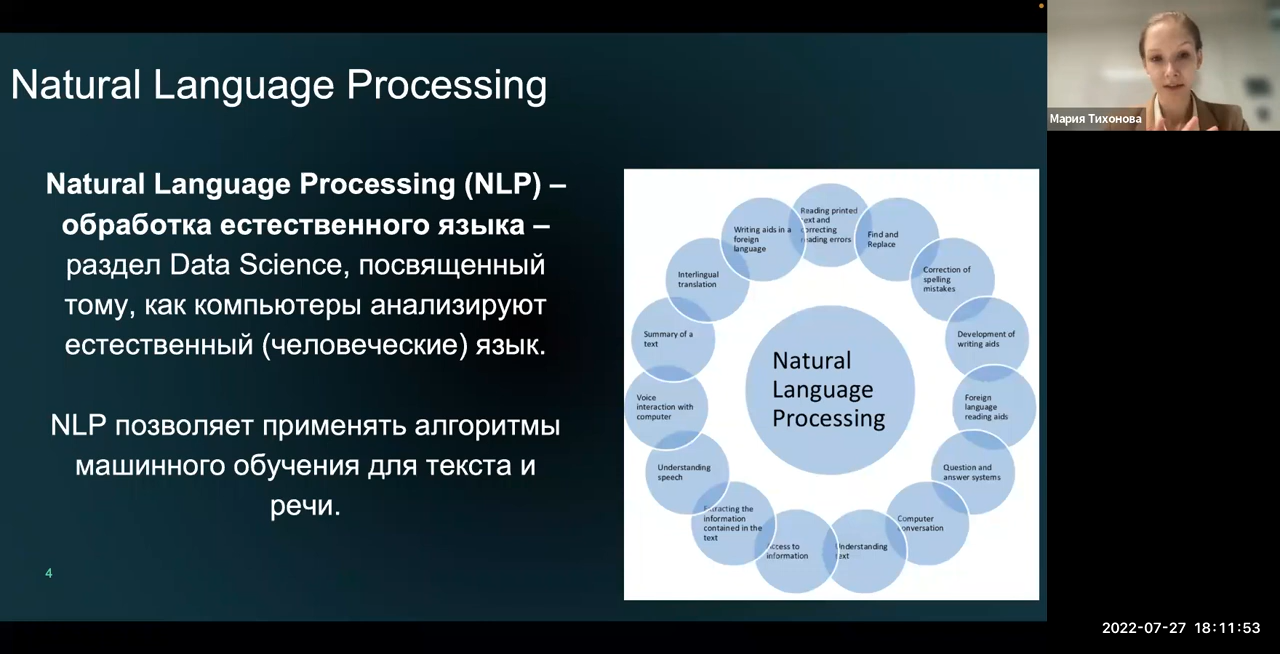 Natural Language Processing
Natural Language Processing (NLP) –
обработка естественного языка –
раздел Data Science, посвященный
тому, как компьютеры анализируют
естественный (человеческие) язык.
NLP позволяет применять алгоритмы
машинного обучения для текста и
речи.
4
Natural
Language
Processing
Reading printed
text and
correcting
reading errors
Find and
Replace
Correction of
spelling
mistakes
Development of
writing aids
Foreign
language
reading aids
Question and
answer systems
Computer
conversation
Understanding
text
Access to
information
Extracting the
information
contained in the
text
Understanding
speech
Voice
interaction with
computer
Summary of a
text
Interlingual
translation
Writing aids in a
foreign
language
Мария Тихонова
2022-07-27 18:11:53